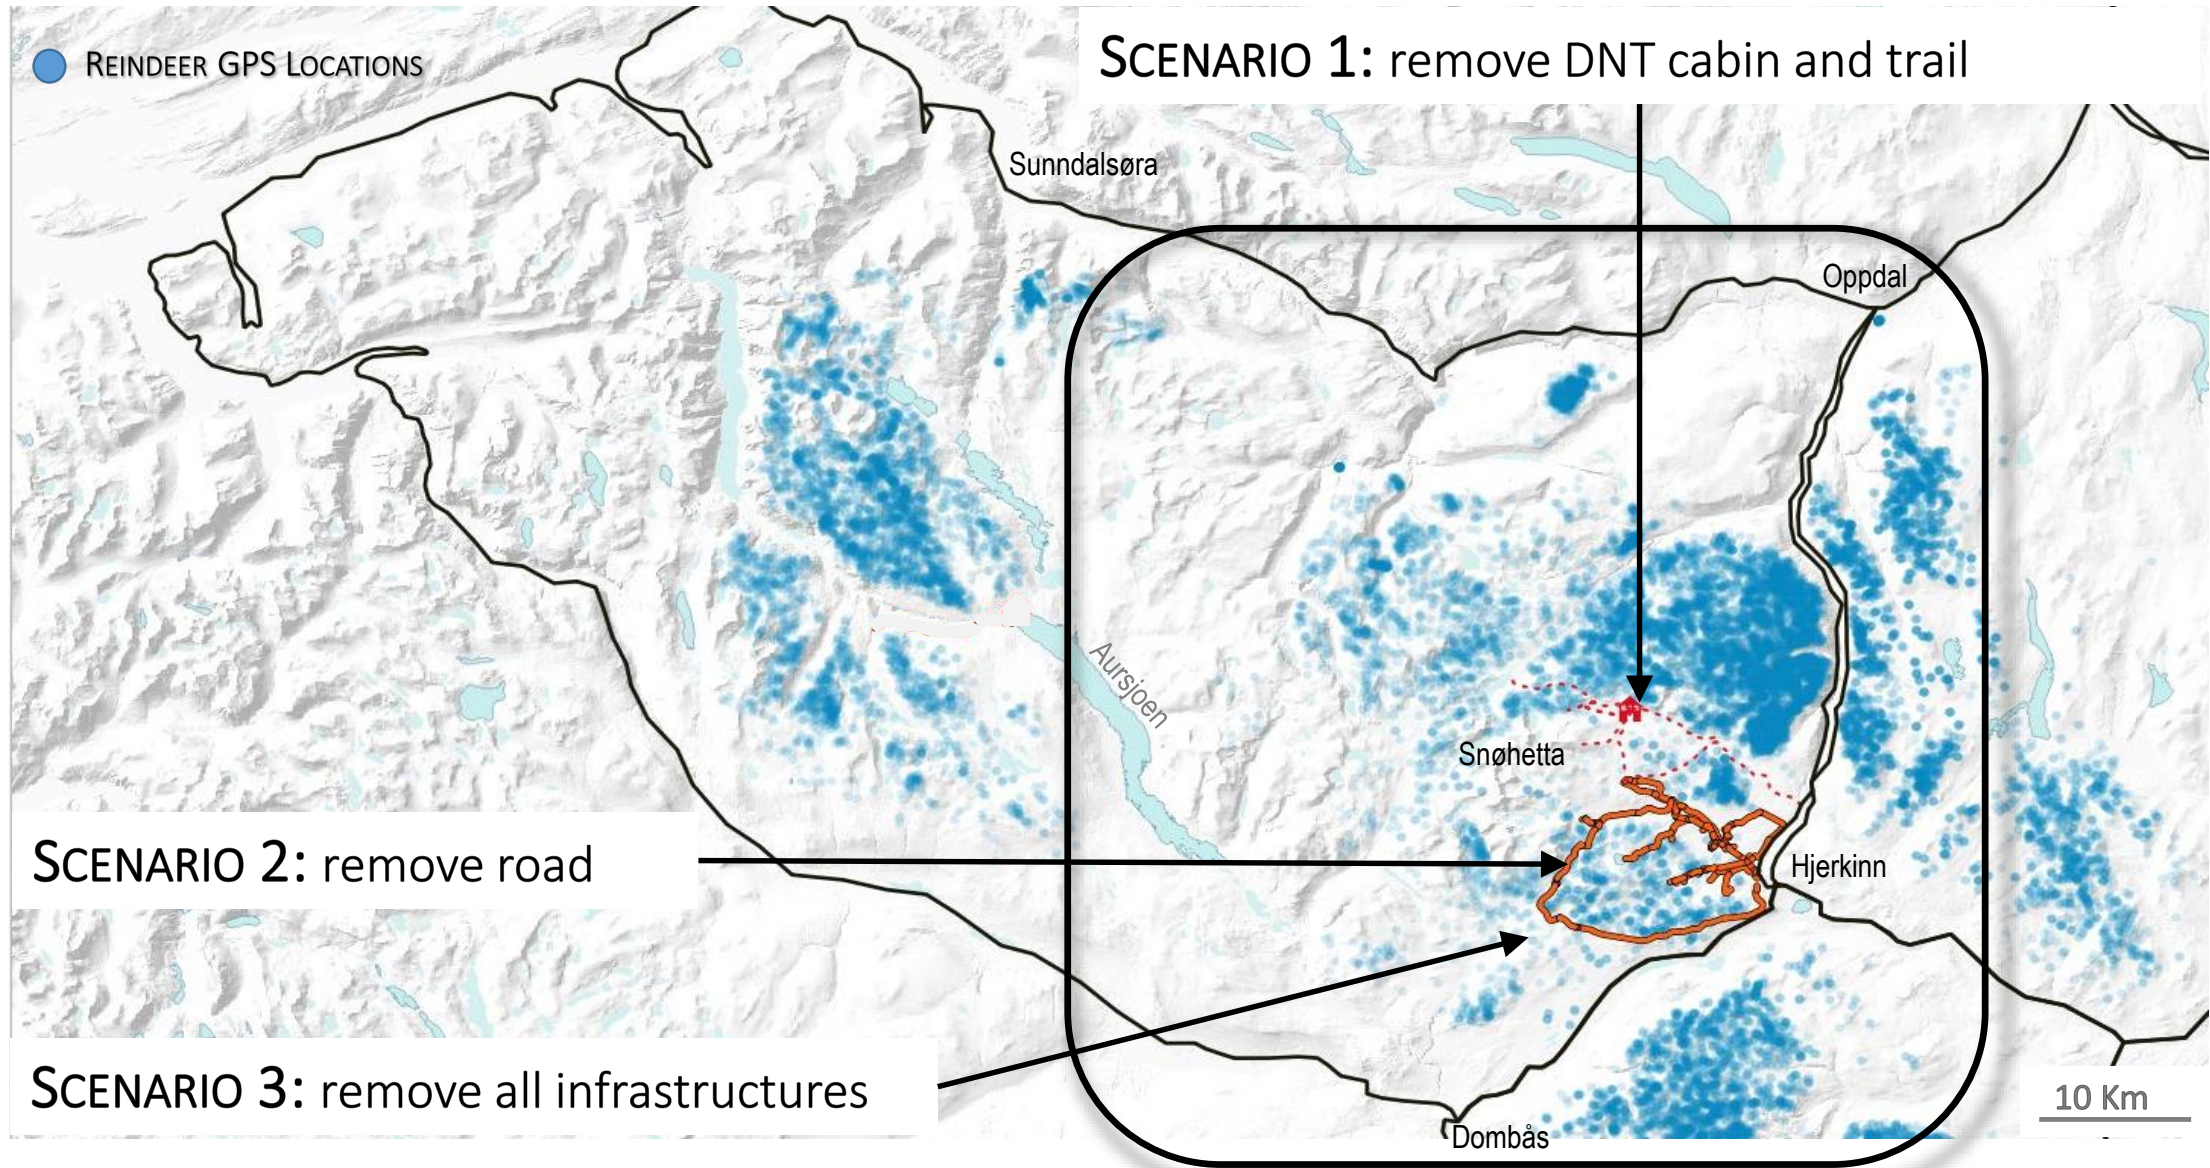 REINDEER GPS LOCATIONS
SCENARIO 1: remove DNT cabin and trail
Sunndalsøra
Oppdal
Aursjoen
Snøhetta
SCENARIO 2: remove road
Hjerkinn
SCENARIO 3: remove all infrastructures
10 Km
Dombås